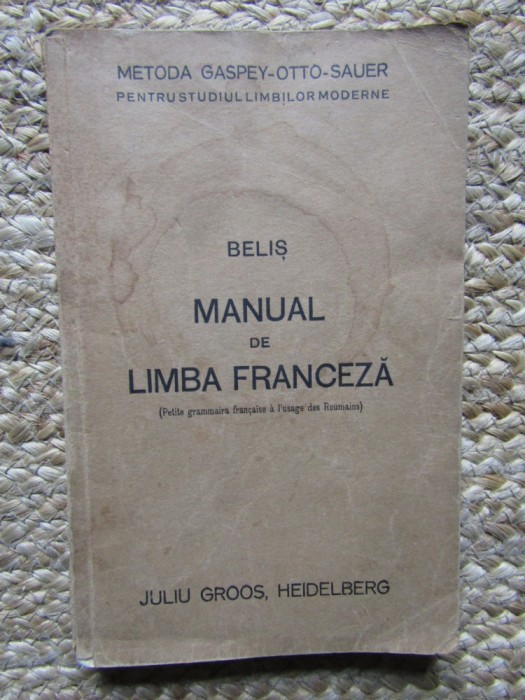 METODA GASPEY-OTTO-SAUER
PENTRU STUDIUL LIMBILOR MODERNE
BELIȘ
MANUAL
DE
LIMBA FRANCEZĂ
(Petite grammaire française à l'usage des Roumains)
JULIU GROOS, HEIDELBERG